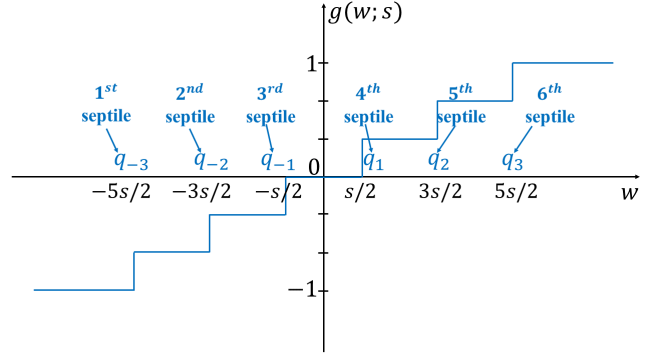 g(w; s)
1
1st septile
2nd septile
3rd septile
4th septile
5th septile
6th septile
q−3
q−2
q−1
0
q1
q2
q3
−5s/2
−3s/2
−s/2
s/2
3s/2
5s/2
w
−1